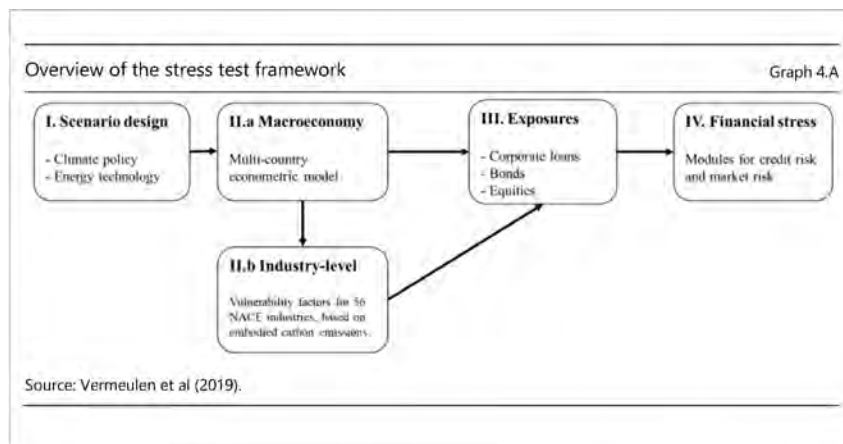 Overview of the stress test framework
Graph 4.A
I. Scenario design
- Climate policy
- Energy technology
II.a Macroeconomy
Multi-country
econometric model
III. Exposures
- Corporate loans
- Bonds
- Equities
IV. Financial stress
Modules for credit risk
and market risk
II.b Industry-level
Vulnerability factors for 56
NACE industries, based on
embodied carbon emissions.
Source: Vermeulen et al (2019).